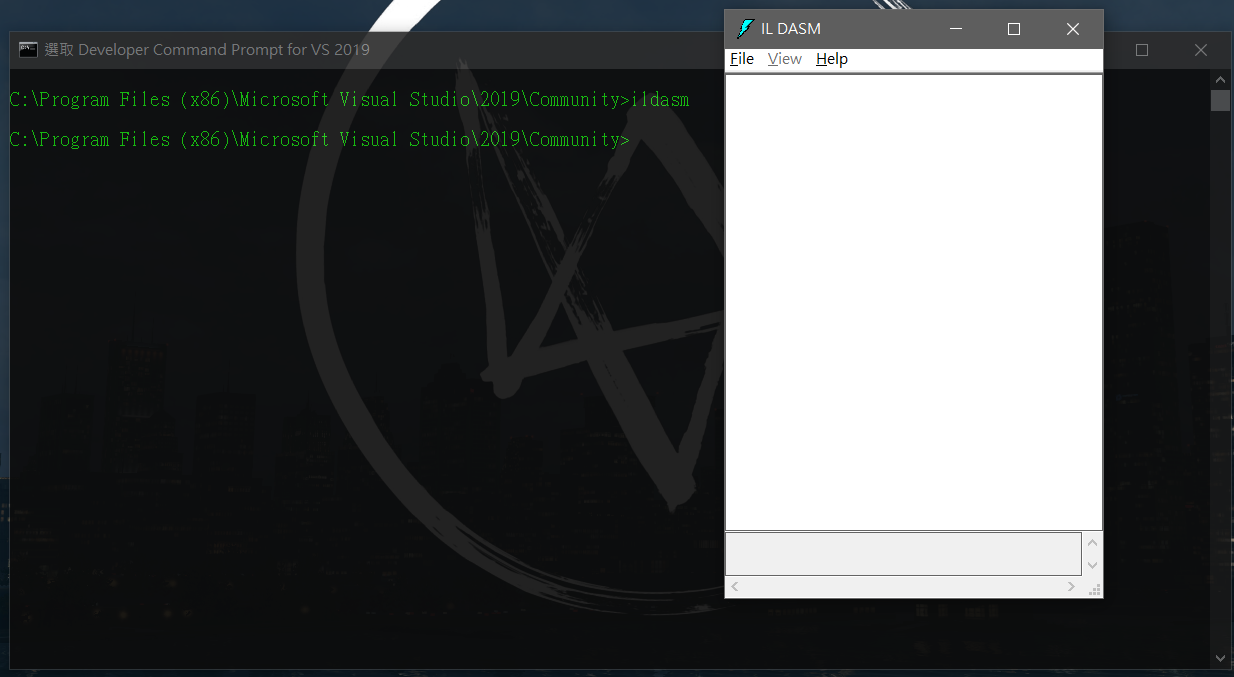 選取 Developer Command Prompt for VS 2019
C:\Program Files (x86)\Microsoft Visual Studio\2019\Community>ildasm
C:\Program Files (x86)\Microsoft Visual Studio\2019\Community>
IL DASM
File View Help